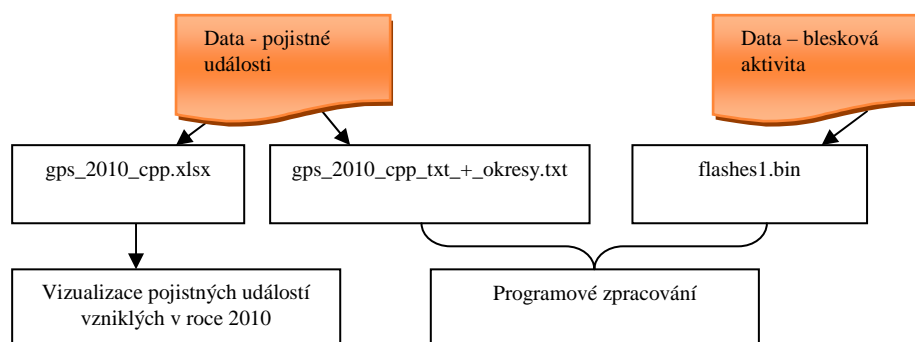 Data - pojistné
události
Data – blesková
aktivita
gps_2010_cpp.xlsx
gps_2010_cpp_txt_+_okresy.txt
flashes1.bin
Vizualizace pojistných událostí
vzniklých v roce 2010
Programové zpracování